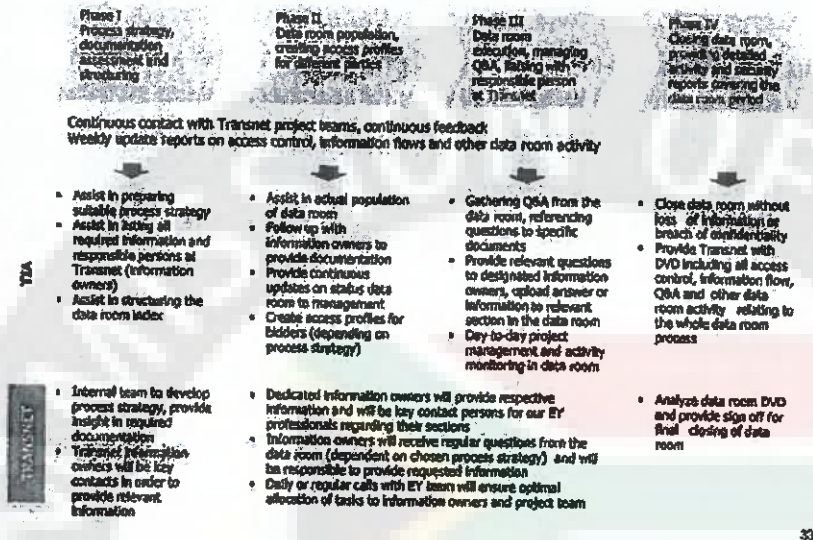 Phase I
Process strategy,
documentation
assessment and
structuring
Phase II
Data room population,
creating access profiles
for different parties
Phase III
Data room
execution, managing
Q&A, liaising with
responsible person
at Transnet
Phase IV
Closing data room,
provide a detailed
activity and security
reports covering the
data room period
Continuous contact with Transnet project teams, continuous feedback
Weekly update reports on access control, information flows and other data room activity
• Assist in preparing
suitable process strategy
• Assist in listing all
required information and
responsible persons at
Transnet (information
owners)
• Assist in structuring the
data room index
• Assist in actual population
of data room
• Follow up with
information owners to
provide documentation
• Provide continuous
updates on status data
room to management
• Create access profiles for
bidders (depending on
process strategy)
• Gathering Q&A from the
data room, referencing
questions to specific
documents
• Provide relevant questions
to designated information
owners, upload answer or
information to relevant
section in the data room
• Day-to-day project
management and activity
monitoring in data room
• Close data room without
loss of information or
breach of confidentiality
• Provide Transnet with
DVD including all access
control, information flow,
Q&A and other data
room activity relating to
the whole data room
process
TRANSNET
• Internal team to develop
process strategy, provide
insight in required
documentation
• Transnet information
owners will be key
contacts in order to
provide relevant
information
• Dedicated information owners will provide respective
information and will be key contact persons for our EY
professionals regarding their sections
• Information owners will receive regular questions from the
data room (dependent on chosen process strategy) and will
be responsible to provide requested information
• Daily or regular calls with EY team will ensure optimal
allocation of tasks to information owners and project team
• Analyze data room DVD
and provide sign off for
final closing of data
room
33